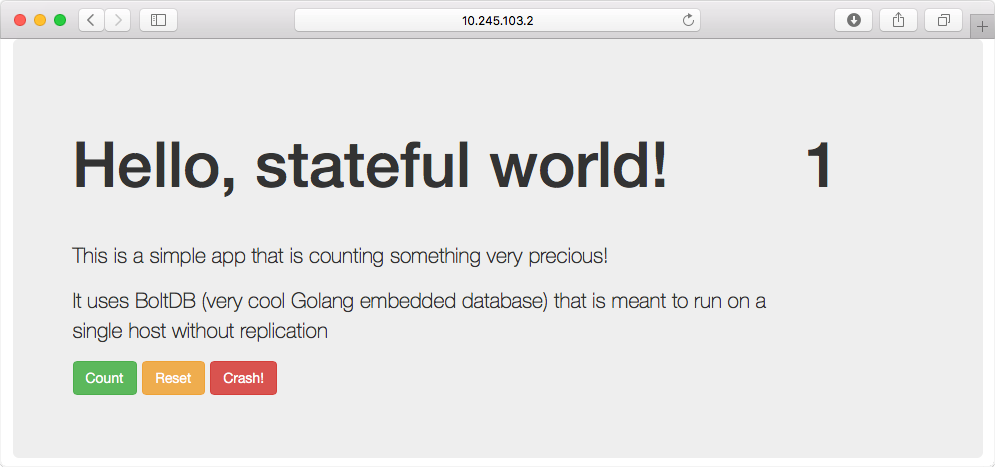 10.245.103.2
Hello, stateful world! 1
This is a simple app that is counting something very precious!
It uses BoltDB (very cool Golang embedded database) that is meant to run on a
single host without replication
Count Reset Crash!